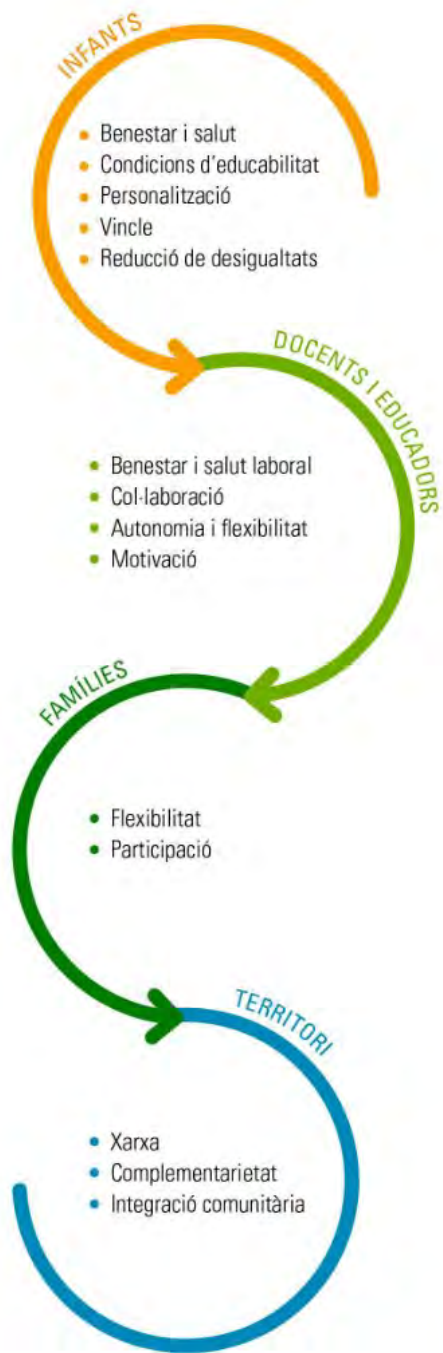 INFANTS
Benestar i salut
Condicions d'educabilitat
Personalització
Vincle
Reducció de desigualtats
DOCENTS I EDUCADORS
Benestar i salut laboral
Col·laboració
Autonomia i flexibilitat
Motivació
FAMÍLIES
Flexibilitat
Participació
TERRITORI
Xarxa
Complementarietat
Integració comunitària